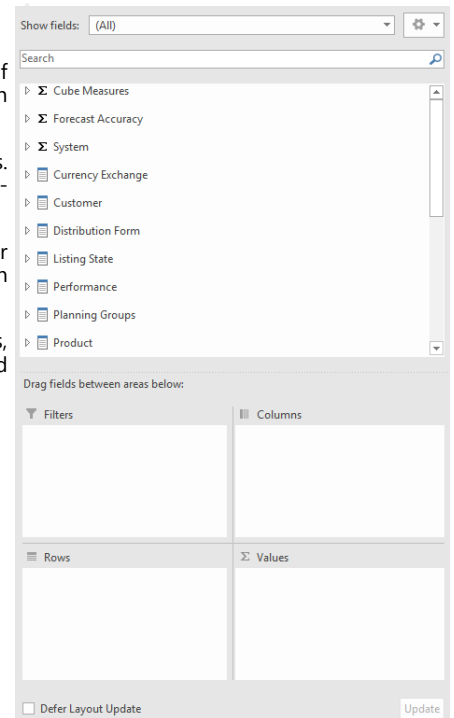 Show fields: (All)
Search
f
n
Σ Cube Measures
Σ Forecast Accuracy
Σ System
s.
-
Currency Exchange
Customer
Distribution Form
r
n
Listing State
Performance
Planning Groups
s,
d
Product
Drag fields between areas below:
Filters
Columns
Rows
Σ Values
Defer Layout Update
Update